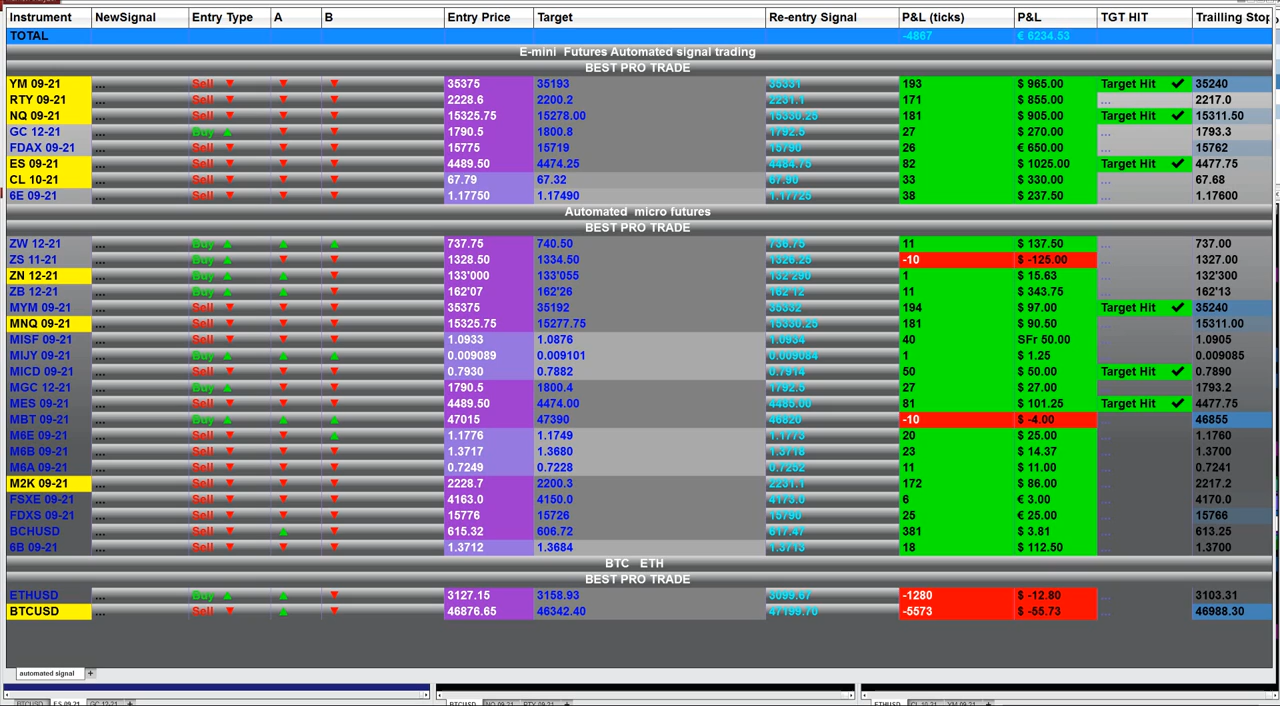 Instrument NewSignal Entry Type A B Entry Price Target Re-entry Signal P&L (ticks) P&L TGT HIT Trailling Stop
TOTAL -4867 € 6234.53
E-mini Futures Automated signal trading
BEST PRO TRADE
YM 09-21 ... Sell 35375 35193 35331 193 $ 965.00 Target Hit 35240
RTY 09-21 ... Sell 2228.6 2200.2 2231.1 171 $ 855.00 ... 2217.0
NQ 09-21 ... Sell 15325.75 15278.00 15330.25 181 $ 905.00 Target Hit 15311.50
GC 12-21 ... Buy 1790.5 1800.8 1792.5 27 $ 270.00 ... 1793.3
FDAX 09-21 ... Sell 15775 15719 15790 26 € 650.00 ... 15762
ES 09-21 ... Sell 4489.50 4474.25 4484.75 82 $ 1025.00 Target Hit 4477.75
CL 10-21 ... Sell 67.79 67.32 67.90 33 $ 330.00 ... 67.68
6E 09-21 ... Sell 1.17750 1.17490 1.17725 38 $ 237.50 ... 1.17600
Automated micro futures
BEST PRO TRADE
ZW 12-21 ... Buy 737.75 740.50 736.75 11 $ 137.50 ... 737.00
ZS 11-21 ... Buy 1328.50 1334.50 1326.25 -10 $ -125.00 ... 1327.00
ZN 12-21 ... Buy 133'000 133'055 132'290 1 $ 15.63 ... 132'300
ZB 12-21 ... Buy 162'07 162'26 162'12 11 $ 343.75 ... 162'13
MYM 09-21 ... Sell 35375 35192 35332 194 $ 97.00 Target Hit 35240
MNQ 09-21 ... Sell 15325.75 15277.75 15330.25 181 $ 90.50 ... 15311.00
MISF 09-21 ... Sell 1.0933 1.0876 1.0934 40 SFr 50.00 ... 1.0905
MIJY 09-21 ... Buy 0.009089 0.009101 0.009084 1 $ 1.25 ... 0.009085
MICD 09-21 ... Sell 0.7930 0.7882 0.7914 50 $ 50.00 Target Hit 0.7890
MGC 12-21 ... Buy 1790.5 1800.4 1792.5 27 $ 27.00 ... 1793.2
MES 09-21 ... Sell 4489.50 4474.00 4485.00 81 $ 101.25 Target Hit 4477.75
MBT 09-21 ... Buy 47015 47390 46820 -10 $ -4.00 ... 46855
M6E 09-21 ... Sell 1.1776 1.1749 1.1773 20 $ 25.00 ... 1.1760
M6B 09-21 ... Sell 1.3717 1.3680 1.3718 23 $ 14.37 ... 1.3700
M6A 09-21 ... Sell 0.7249 0.7228 0.7252 11 $ 11.00 ... 0.7241
M2K 09-21 ... Sell 2228.7 2200.3 2231.1 172 $ 86.00 ... 2217.2
FSXE 09-21 ... Sell 4163.0 4150.0 4173.0 6 € 3.00 ... 4170.0
FDXS 09-21 ... Sell 15776 15726 15790 25 € 25.00 ... 15766
BCHUSD ... Sell 615.32 606.72 617.47 381 $ 3.81 ... 613.25
6B 09-21 ... Sell 1.3712 1.3684 1.3713 18 $ 112.50 ... 1.3700
BTC ETH
BEST PRO TRADE
ETHUSD ... Buy 3127.15 3158.93 3099.67 -1280 $ -12.80 ... 3103.31
BTCUSD ... Sell 46876.65 46342.40 47199.70 -5573 $ -55.73 ... 46988.30
automated signal +
BTCUSD ES 09-21 GC 12-21 + BTCUSD NQ 09-21 RTY 09-21 + ETHUSD CL 10-21 YM 09-21 +